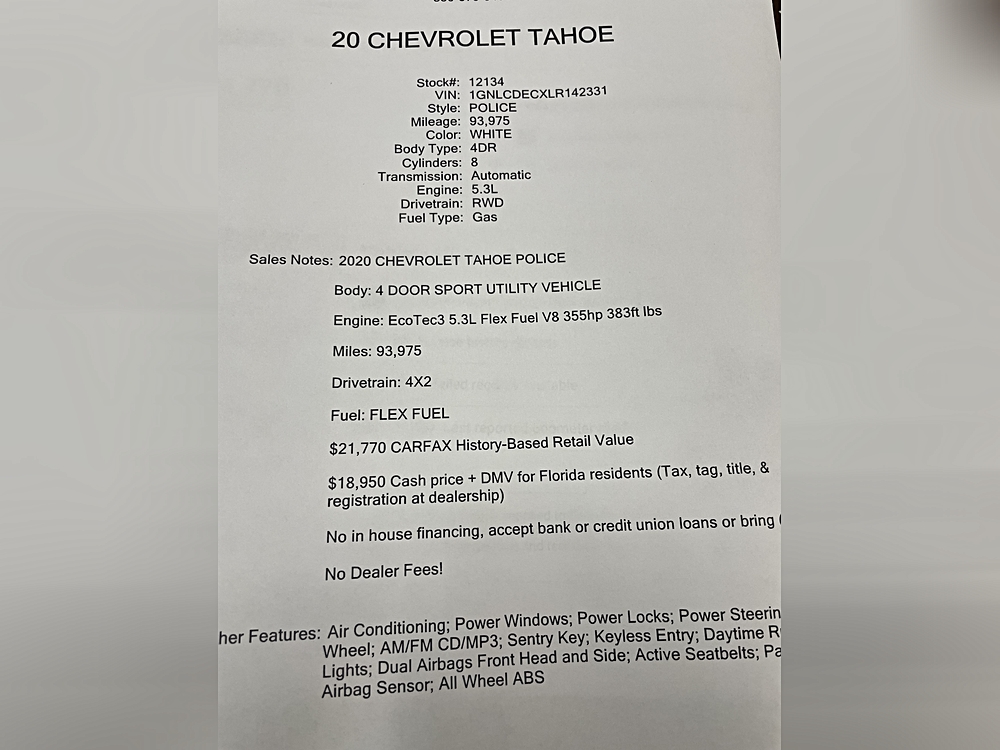 20 CHEVROLET TAHOE
Stock#: 12134
VIN: 1GNLCDECXLR142331
Style: POLICE
Mileage: 93,975
Color: WHITE
Body Type: 4DR
Cylinders: 8
Transmission: Automatic
Engine: 5.3L
Drivetrain: RWD
Fuel Type: Gas
Sales Notes: 2020 CHEVROLET TAHOE POLICE
Body: 4 DOOR SPORT UTILITY VEHICLE
Engine: EcoTec3 5.3L Flex Fuel V8 355hp 383ft lbs
Miles: 93,975
Drivetrain: 4X2
Fuel: FLEX FUEL
$21,770 CARFAX History-Based Retail Value
$18,950 Cash price + DMV for Florida residents (Tax, tag, title, &
registration at dealership)
No in house financing, accept bank or credit union loans or bring
No Dealer Fees!
her Features: Air Conditioning; Power Windows; Power Locks; Power Steerin
Wheel; AM/FM CD/MP3; Sentry Key; Keyless Entry; Daytime R
Lights; Dual Airbags Front Head and Side; Active Seatbelts; Pa
Airbag Sensor; All Wheel ABS